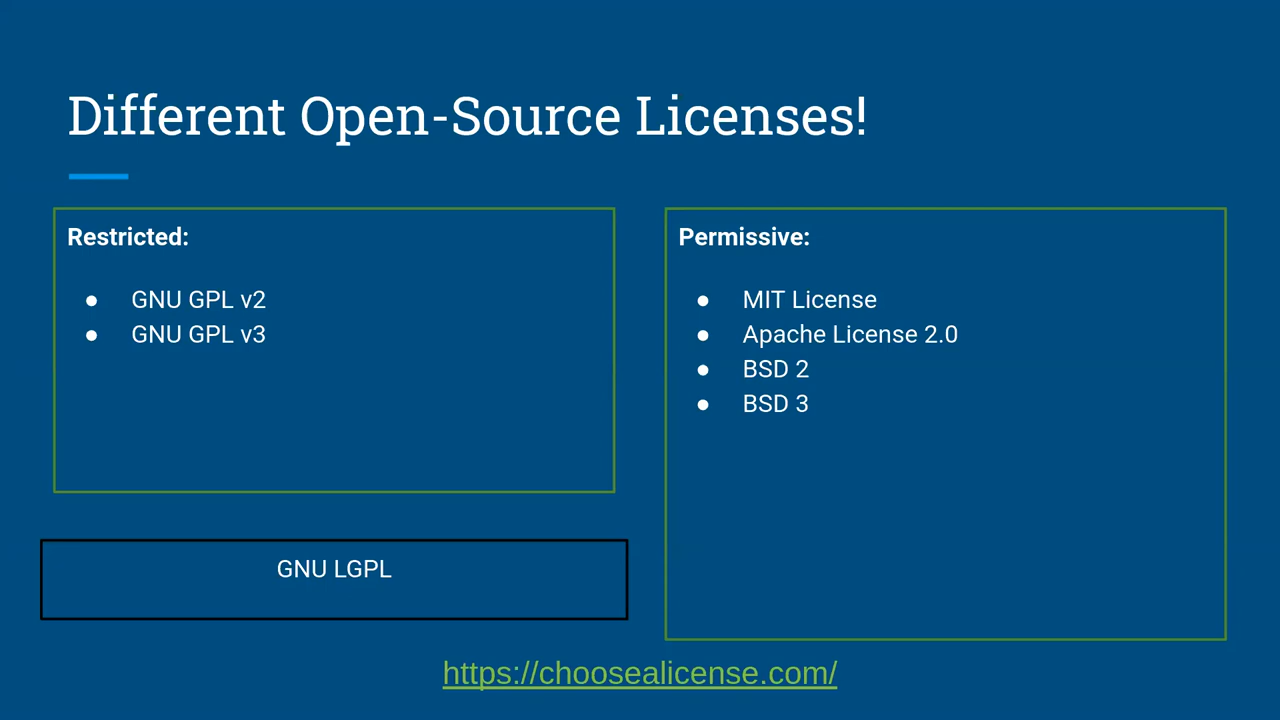 Different Open-Source Licenses!
Restricted:
● GNU GPL v2
● GNU GPL v3
GNU LGPL
Permissive:
● MIT License
● Apache License 2.0
● BSD 2
● BSD 3
https://choosealicense.com/